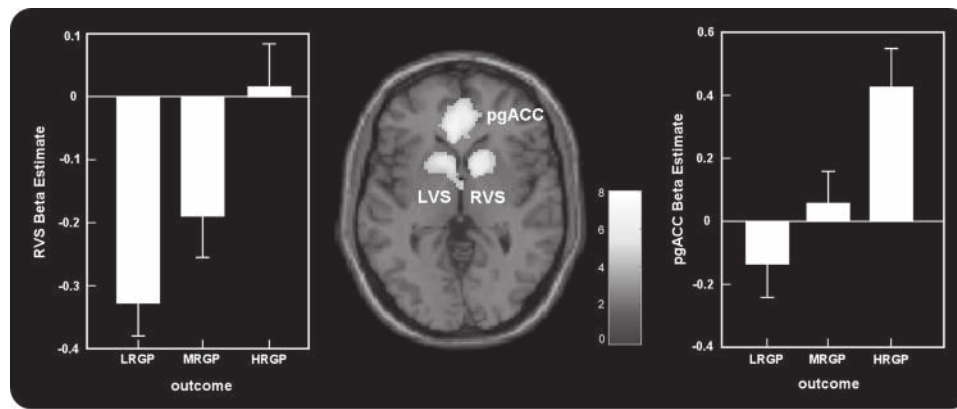 RVS Beta Estimate
0.1
0
-0.1
-0.2
-0.3
-0.4
LRGP MRGP HRGP
outcome
pgACC
LVS RVS
8
6
4
2
0
pgACC Beta Estimate
0.6
0.4
0.2
0
-0.2
-0.4
LRGP MRGP HRGP
outcome